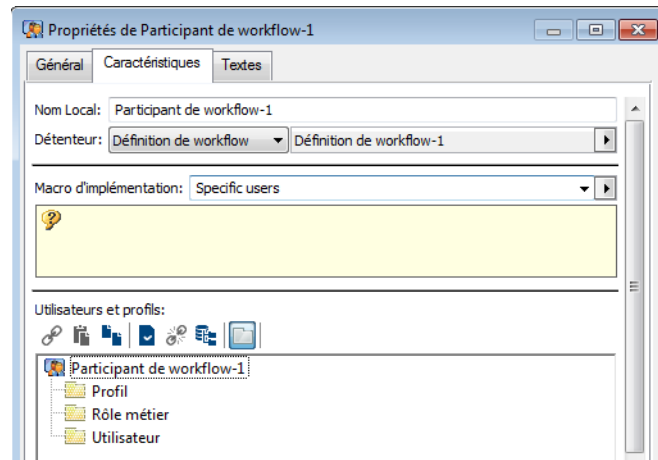 Propriétés de Participant de workflow-1
Général Caractéristiques Textes
Nom Local: Participant de workflow-1
Détenteur: Définition de workflow Définition de workflow-1
Macro d'implémentation: Specific users
Utilisateurs et profils:
Participant de workflow-1
Profil
Rôle métier
Utilisateur